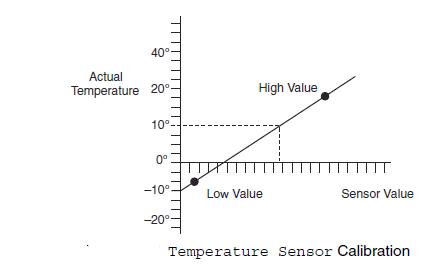 40°
Actual
Temperature
20°
High Value
10°
0°
–10°
Low Value
Sensor Value
–20°
Temperature Sensor Calibration